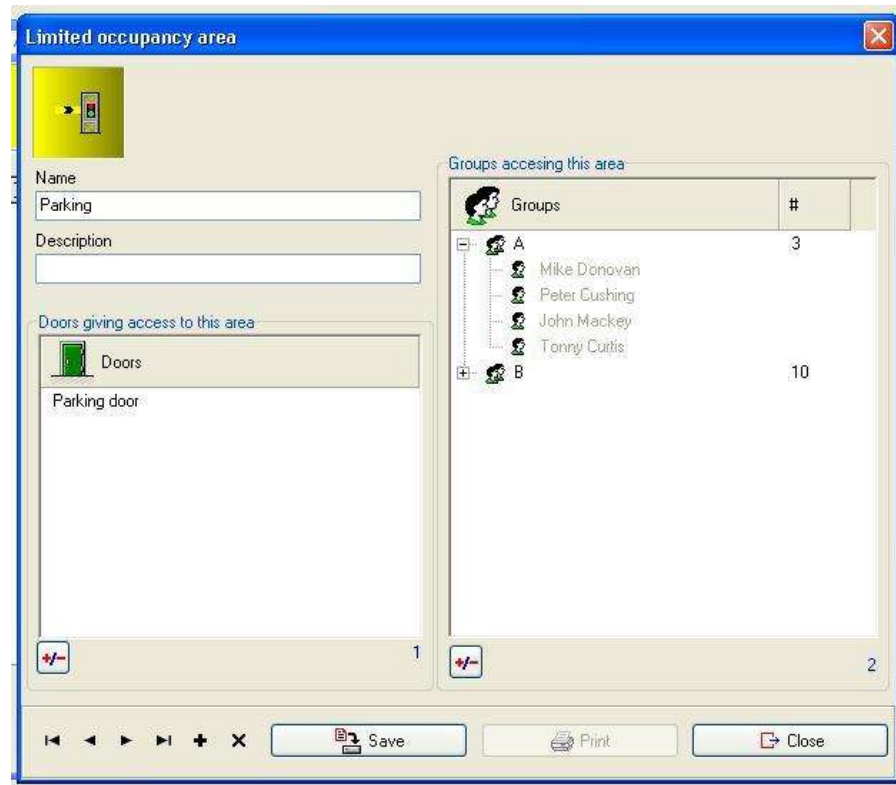 Limited occupancy area
Name
Parking
Description
Doors giving access to this area
Doors
Parking door
+/-
1
Groups accesing this area
Groups #
A 3
Mike Donovan
Peter Cushing
John Mackey
Tonny Curtis
B 10
+/-
2
Save Print Close